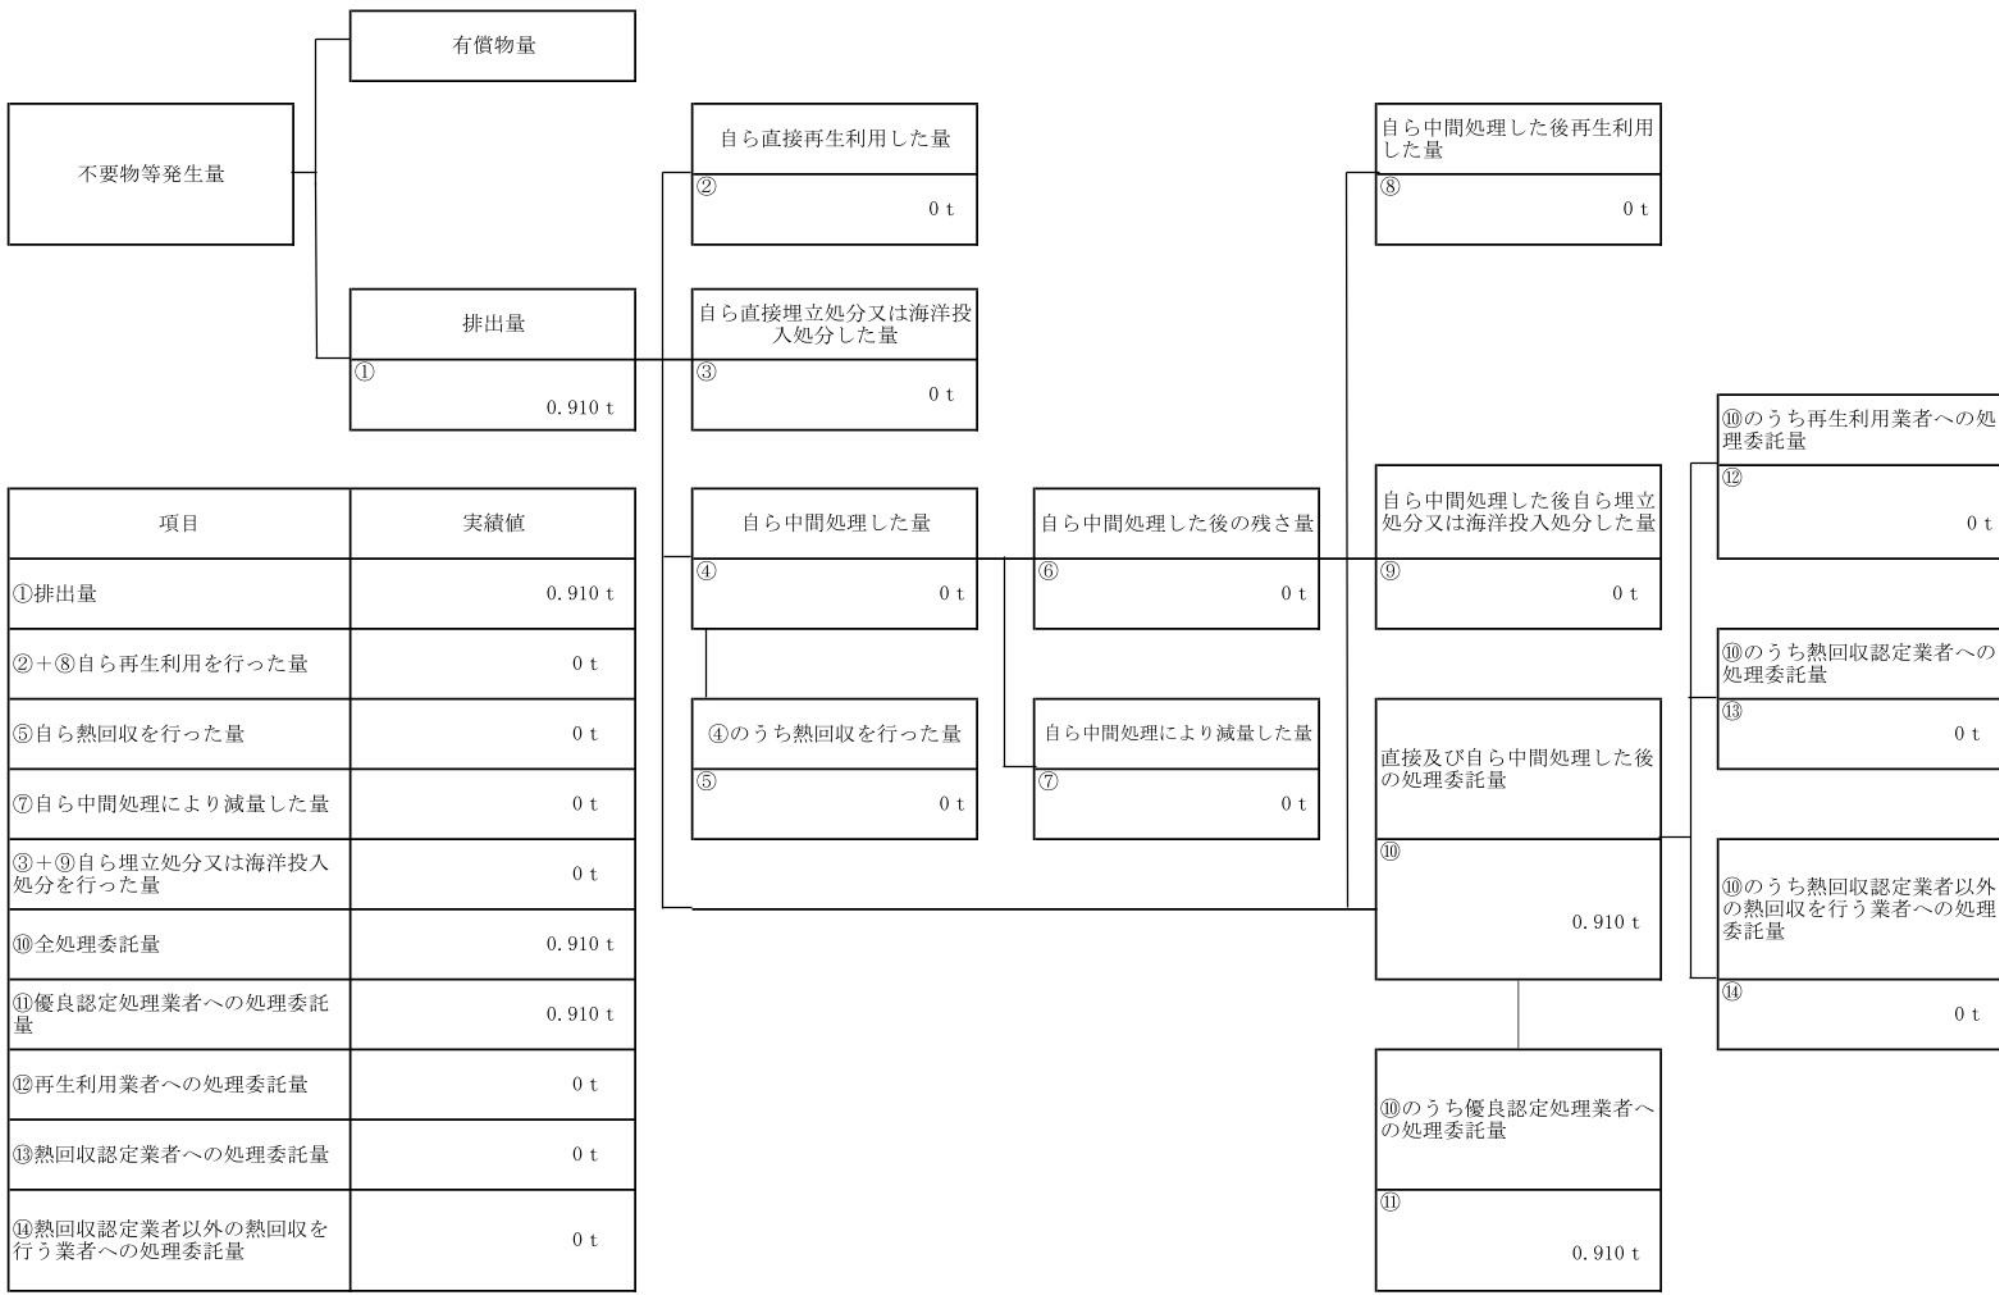 有償物量
不要物等発生量
排出量
①
0.910 t
自ら直接再生利用した量
②
0 t
自ら直接埋立処分又は海洋投
入処分した量
③
0 t
自ら中間処理した量
④
0 t
④のうち熱回収を行った量
⑤
0 t
自ら中間処理した後の残さ量
⑥
0 t
自ら中間処理により減量した量
⑦
0 t
自ら中間処理した後再生利用
した量
⑧
0 t
自ら中間処理した後自ら埋立
処分又は海洋投入処分した量
⑨
0 t
直接及び自ら中間処理した後
の処理委託量
⑩
0.910 t
⑩のうち優良認定処理業者へ
の処理委託量
⑪
0.910 t
⑩のうち再生利用業者への処
理委託量
⑫
0 t
⑩のうち熱回収認定業者への
処理委託量
⑬
0 t
⑩のうち熱回収認定業者以外
の熱回収を行う業者への処理
委託量
⑭
0 t
項目 実績値
①排出量 0.910 t
②+⑧自ら再生利用を行った量 0 t
⑤自ら熱回収を行った量 0 t
⑦自ら中間処理により減量した量 0 t
③+⑨自ら埋立処分又は海洋投入
処分を行った量 0 t
⑩全処理委託量 0.910 t
⑪優良認定処理業者への処理委託
量 0.910 t
⑫再生利用業者への処理委託量 0 t
⑬熱回収認定業者への処理委託量 0 t
⑭熱回収認定業者以外の熱回収を
行う業者への処理委託量 0 t